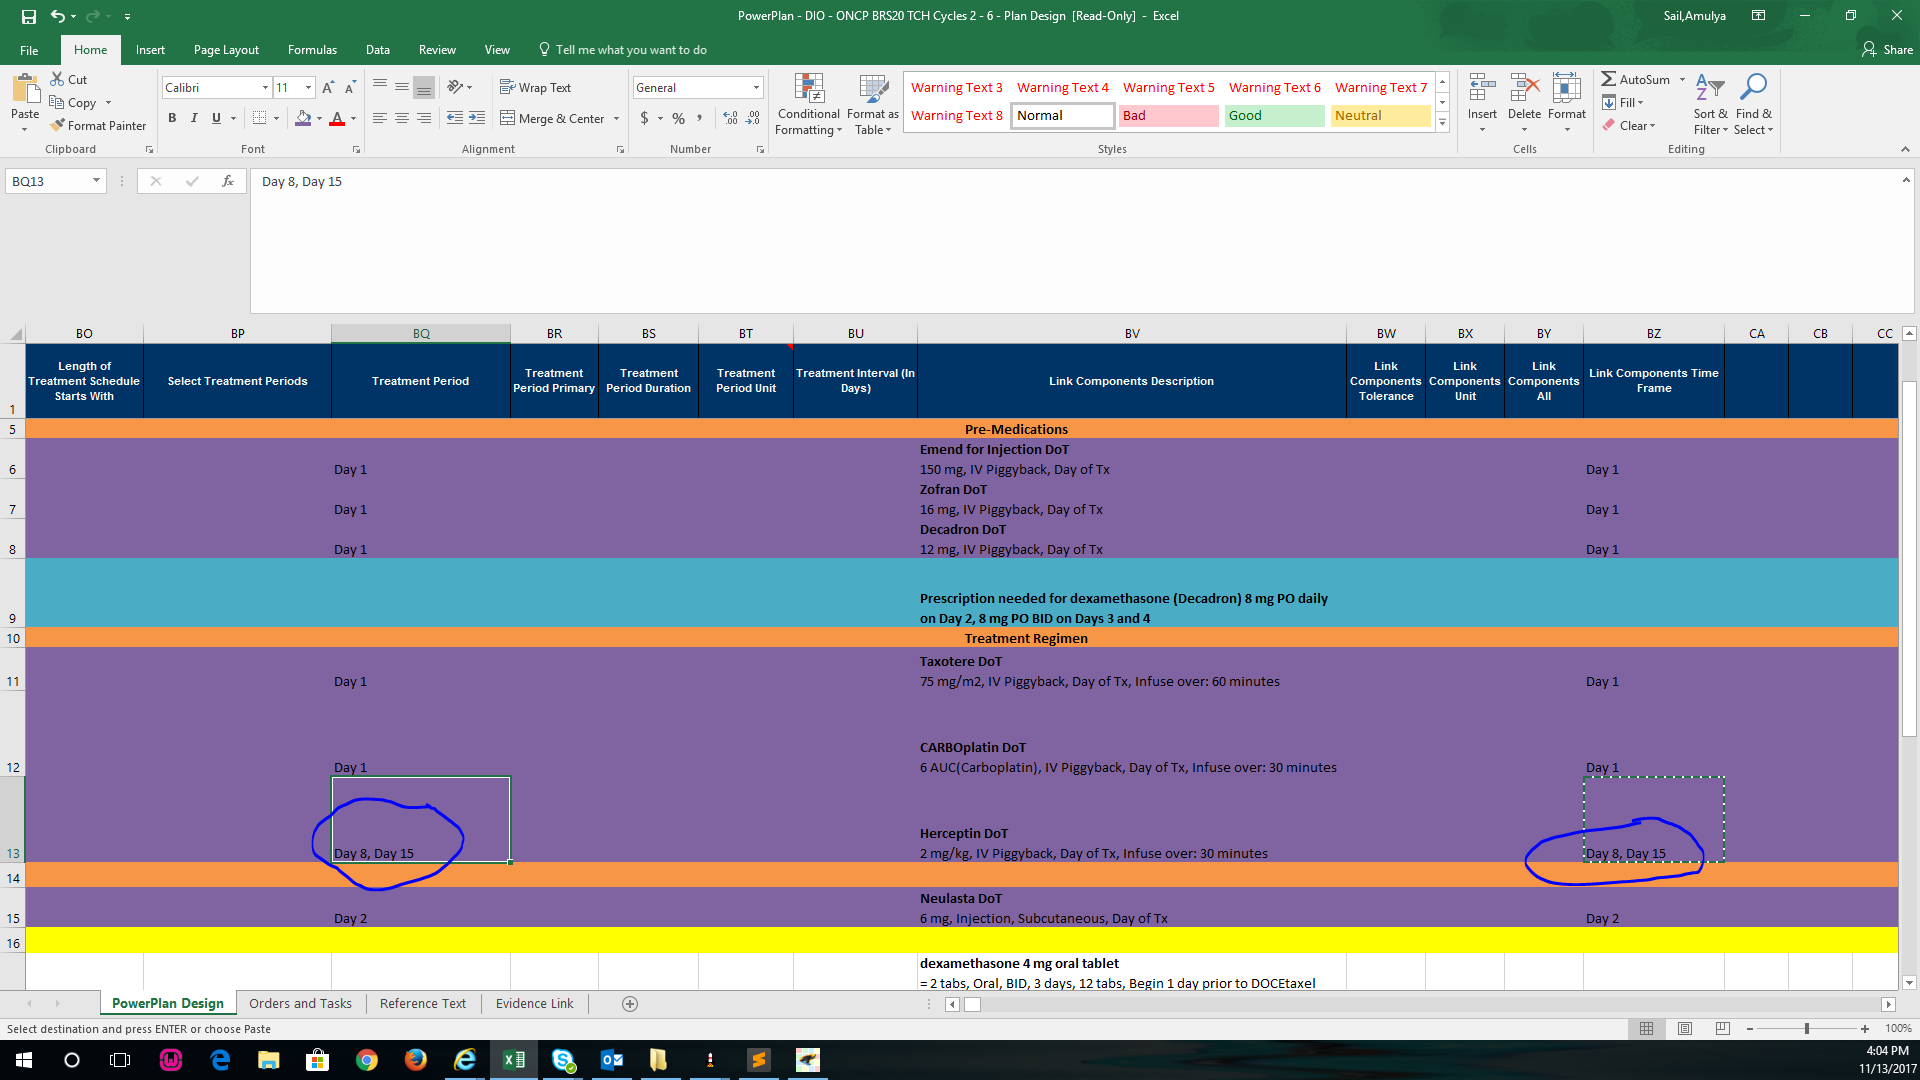 PowerPlan - DIO - ONCP BRS20 TCH Cycles 2 - 6 - Plan Design [Read-Only] - Excel
Sail,Amulya
File Home Insert Page Layout Formulas Data Review View Tell me what you want to do
Share
Paste
Cut
Copy
Format Painter
Clipboard
Calibri 11
B I U
Font
Wrap Text
Merge & Center
Alignment
General
$ % ,
Number
Conditional Formatting
Format as Table
Warning Text 3 Warning Text 4 Warning Text 5 Warning Text 6 Warning Text 7
Warning Text 8 Normal Bad Good Neutral
Styles
Insert Delete Format
Cells
AutoSum
Fill
Clear
Sort & Filter
Find & Select
Editing
BQ13 fx Day 8, Day 15
BO BP BQ BR BS BT BU BV BW BX BY BZ CA CB CC
1 Length of Treatment Schedule Starts With Select Treatment Periods Treatment Period Treatment Period Primary Treatment Period Duration Treatment Period Unit Treatment Interval (In Days) Link Components Description Link Components Tolerance Link Components Unit Link Components All Link Components Time Frame
5 Pre-Medications
Emend for Injection DoT
6 Day 1 150 mg, IV Piggyback, Day of Tx Day 1
Zofran DoT
7 Day 1 16 mg, IV Piggyback, Day of Tx Day 1
Decadron DoT
8 Day 1 12 mg, IV Piggyback, Day of Tx Day 1
Prescription needed for dexamethasone (Decadron) 8 mg PO daily
9 on Day 2, 8 mg PO BID on Days 3 and 4
10 Treatment Regimen
Taxotere DoT
11 Day 1 75 mg/m2, IV Piggyback, Day of Tx, Infuse over: 60 minutes Day 1
CARBOplatin DoT
12 Day 1 6 AUC(Carboplatin), IV Piggyback, Day of Tx, Infuse over: 30 minutes Day 1
Herceptin DoT
13 Day 8, Day 15 2 mg/kg, IV Piggyback, Day of Tx, Infuse over: 30 minutes Day 8, Day 15
14
Neulasta DoT
15 Day 2 6 mg, Injection, Subcutaneous, Day of Tx Day 2
16
dexamethasone 4 mg oral tablet
= 2 tabs, Oral, BID, 3 days, 12 tabs, Begin 1 day prior to DOCEtaxel
PowerPlan Design Orders and Tasks Reference Text Evidence Link
Select destination and press ENTER or choose Paste
100%
4:04 PM
11/13/2017